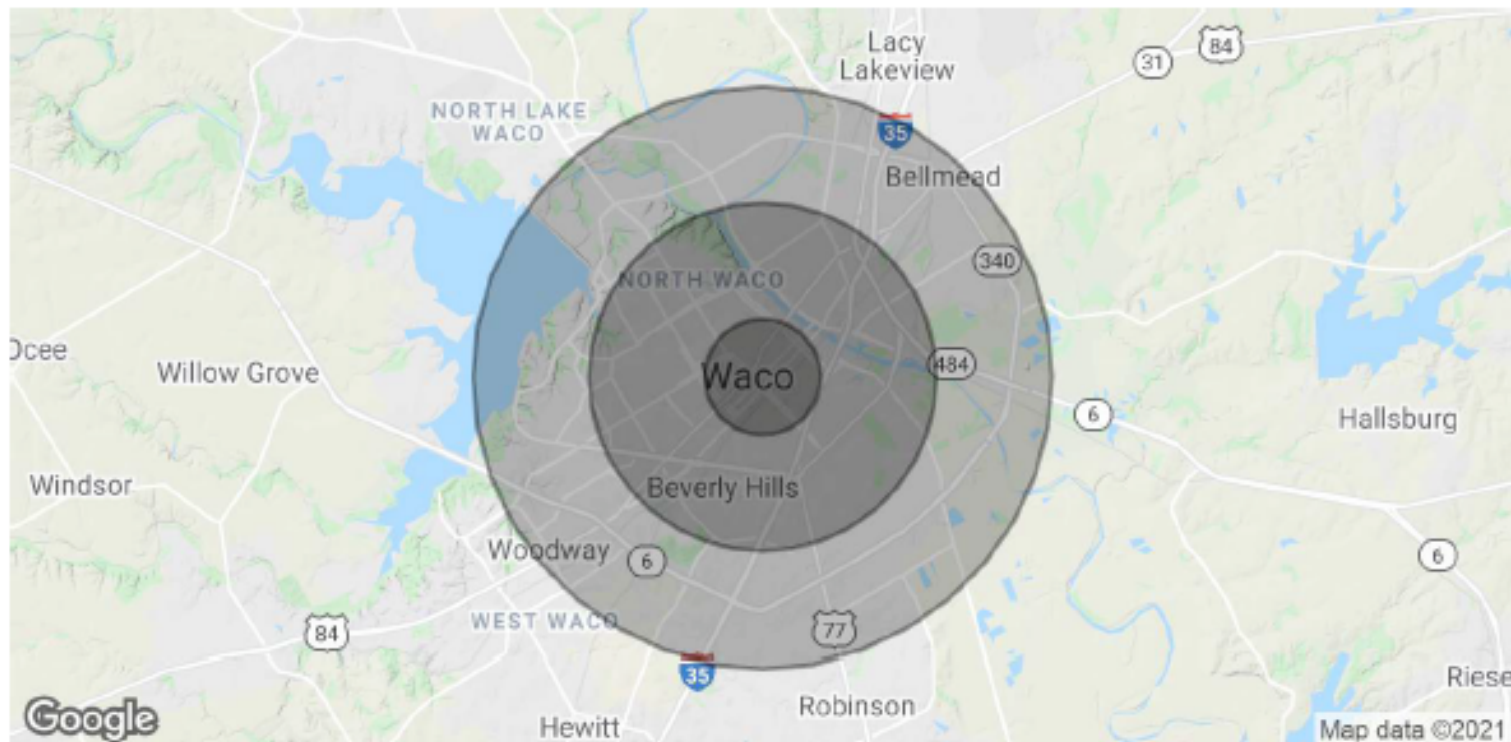 Lacy
Lakeview
84
31
NORTH LAKE
WACO
35
Bellmead
340
NORTH WACO
Ocee
Willow Grove
Waco
484
6
Hallsburg
Windsor
Beverly Hills
Woodway
6
6
WEST WACO
84
77
35
Riese
Robinson
Hewitt
Google
Map data ©2021